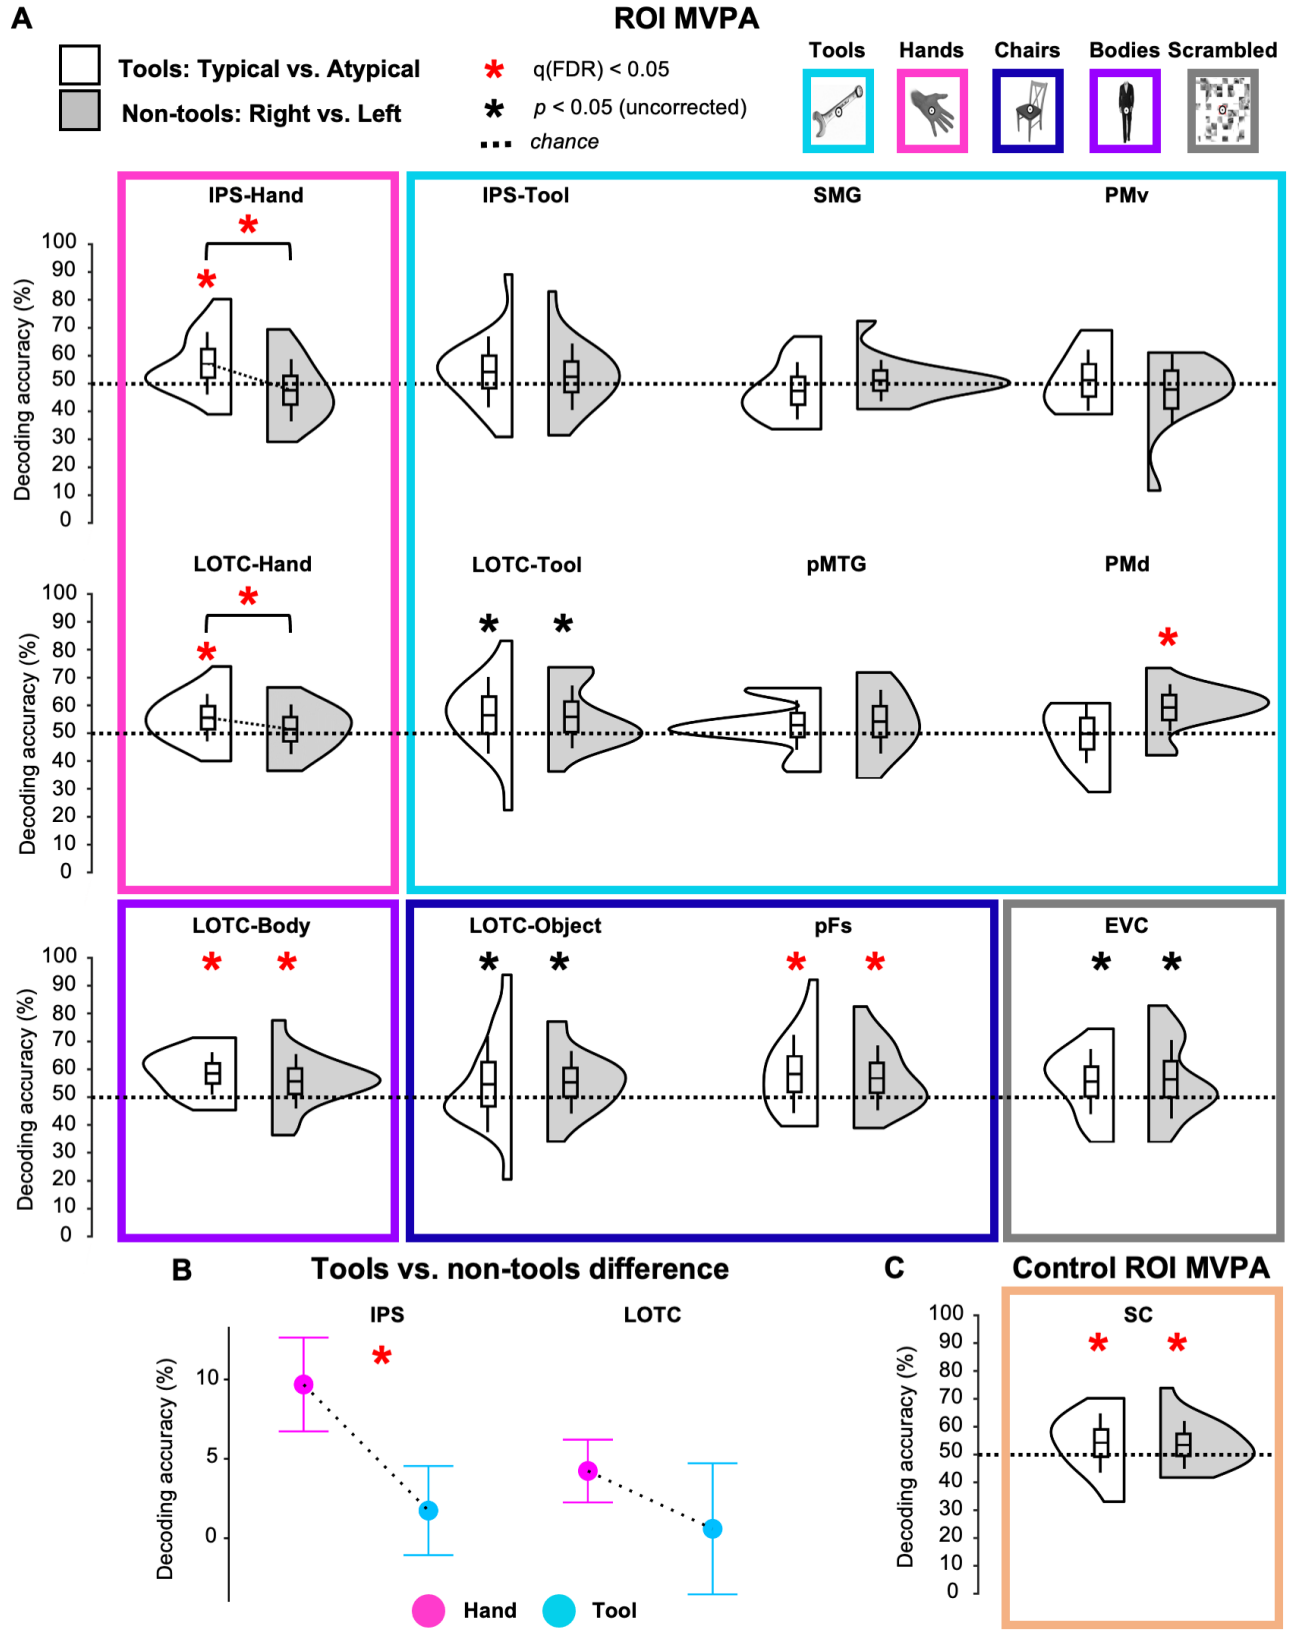 A
ROI MVPA
Tools: Typical vs. Atypical
Non-tools: Right vs. Left
* q(FDR) < 0.05
* p < 0.05 (uncorrected)
chance
Tools Hands Chairs Bodies Scrambled
IPS-Hand IPS-Tool SMG PMv
* *
Decoding accuracy (%)
100
90
80
70
60
50
40
30
20
10
0
LOTC-Hand LOTC-Tool pMTG PMd
* * * * *
Decoding accuracy (%)
100
90
80
70
60
50
40
30
20
10
0
LOTC-Body LOTC-Object pFs EVC
* * * * * * * *
Decoding accuracy (%)
100
90
80
70
60
50
40
30
20
10
0
B
Tools vs. non-tools difference
IPS LOTC
*
Decoding accuracy (%)
10
5
0
Hand Tool
C
Control ROI MVPA
SC
* *
Decoding accuracy (%)
100
90
80
70
60
50
40
30
20
10
0